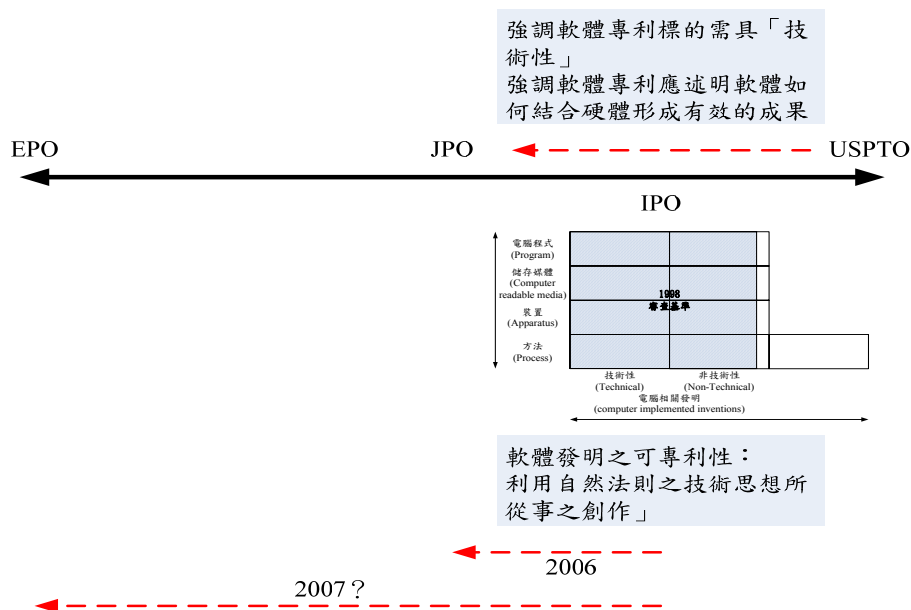 強調軟體專利標的需具「技
術性」
強調軟體專利應述明軟體如
何結合硬體形成有效的成果
EPO
JPO
USPTO
IPO
電腦程式
(Program)
儲存媒體
(Computer
readable media)
裝置
(Apparatus)
方法
(Process)
1998
審查基準
技術性
(Technical)
非技術性
(Non-Technical)
電腦相關發明
(computer implemented inventions)
軟體發明之可專利性：
利用自然法則之技術思想所
從事之創作」
2006
2007？